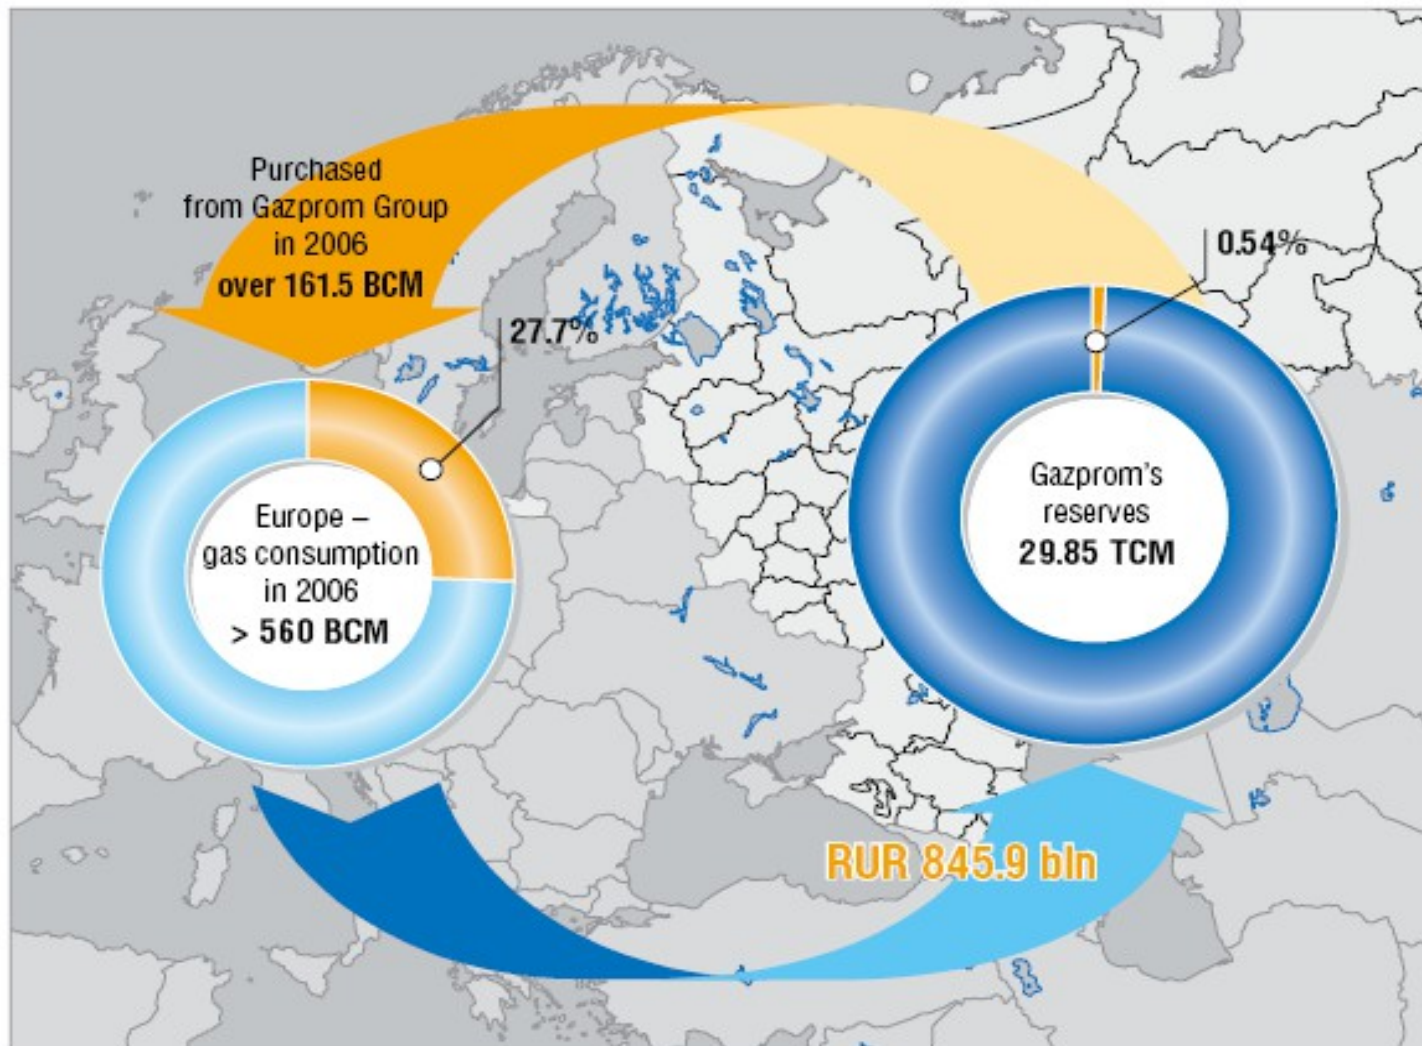 Purchased
from Gazprom Group
in 2006
over 161.5 BCM
27.7%
0.54%
Europe –
gas consumption
in 2006
> 560 BCM
Gazprom’s
reserves
29.85 TCM
RUR 845.9 bln